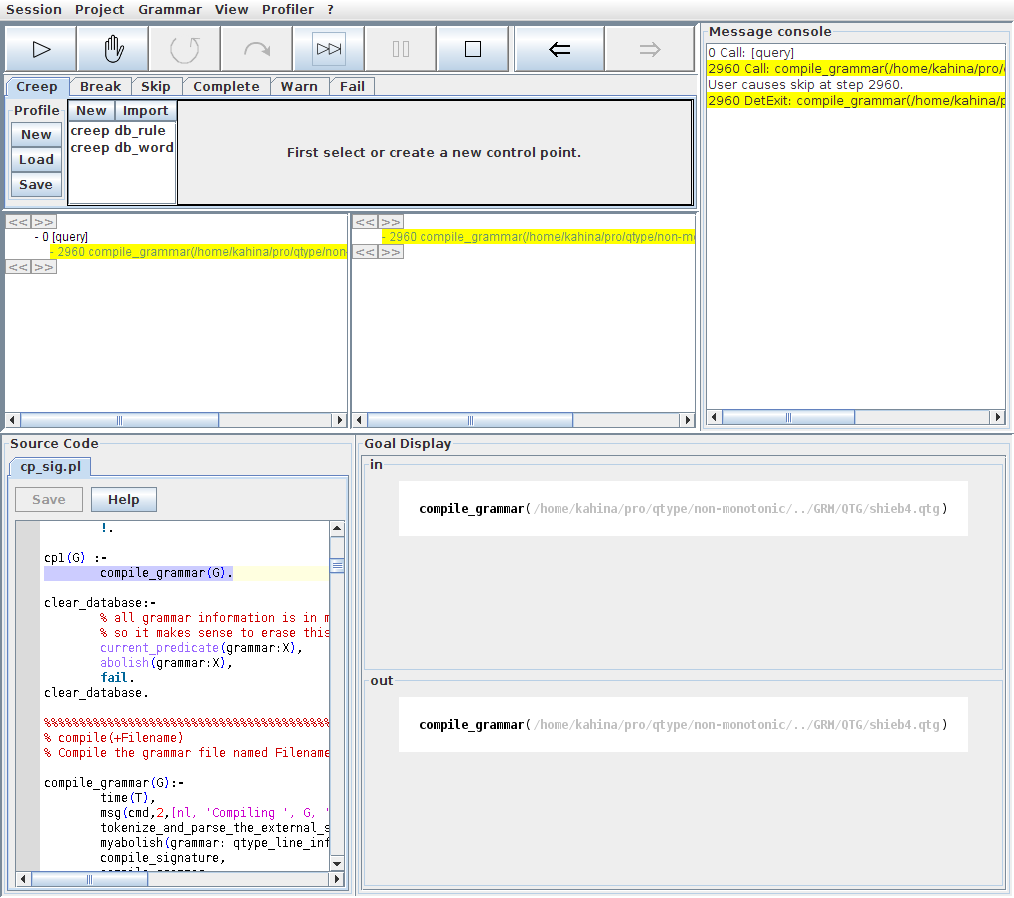 Session Project Grammar View Profiler ?
Creep Break Skip Complete Warn Fail
Profile
New
Load
Save
New Import
creep db_rule
creep db_word
First select or create a new control point.
Message console
0 Call: [query]
2960 Call: compile_grammar(/home/kahina/pro/
User causes skip at step 2960.
2960 DetExit: compile_grammar(/home/kahina/p
<< >>
- 0 [query]
- 2960 compile_grammar(/home/kahina/pro/qtype/non-
<< >>
<< >>
- 2960 compile_grammar(/home/kahina/pro/qtype/non-m
<< >>
Source Code
cp_sig.pl
Save Help
!.
cp1(G) :-
compile_grammar(G).
clear_database:-
% all grammar information is in m
% so it makes sense to erase this
current_predicate(grammar:X),
abolish(grammar:X),
fail.
clear_database.
%%%%%%%%%%%%%%%%%%%%%%%%%%%%%%%%%%%%%%%%%
% compile(+Filename)
% Compile the grammar file named Filename
compile_grammar(G):-
time(T),
msg(cmd,2,[nl, 'Compiling ', G, '
tokenize_and_parse_the_external_s
myabolish(grammar: qtype_line_inf
compile_signature,
Goal Display
in
compile_grammar(/home/kahina/pro/qtype/non-monotonic/../GRM/QTG/shieb4.qtg)
out
compile_grammar(/home/kahina/pro/qtype/non-monotonic/../GRM/QTG/shieb4.qtg)